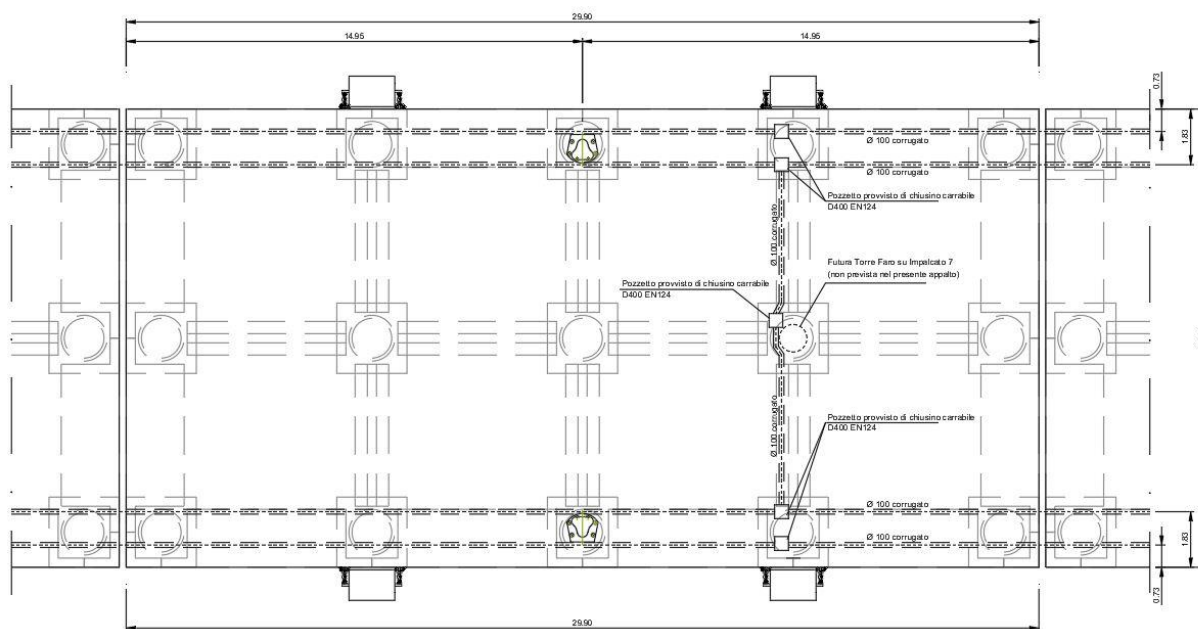 29.90
14.95
14.95
0.73
1.83
Ø 100 corrugato
Ø 100 corrugato
Pozzetto provvisto di chiusino carrabile
D400 EN124
Ø 100 corrugato
Futura Torre Faro su Impalcato 7
(non prevista nel presente appalto)
Pozzetto provvisto di chiusino carrabile
D400 EN124
Ø 100 corrugato
Pozzetto provvisto di chiusino carrabile
D400 EN124
Ø 100 corrugato
Ø 100 corrugato
1.83
0.73
29.90